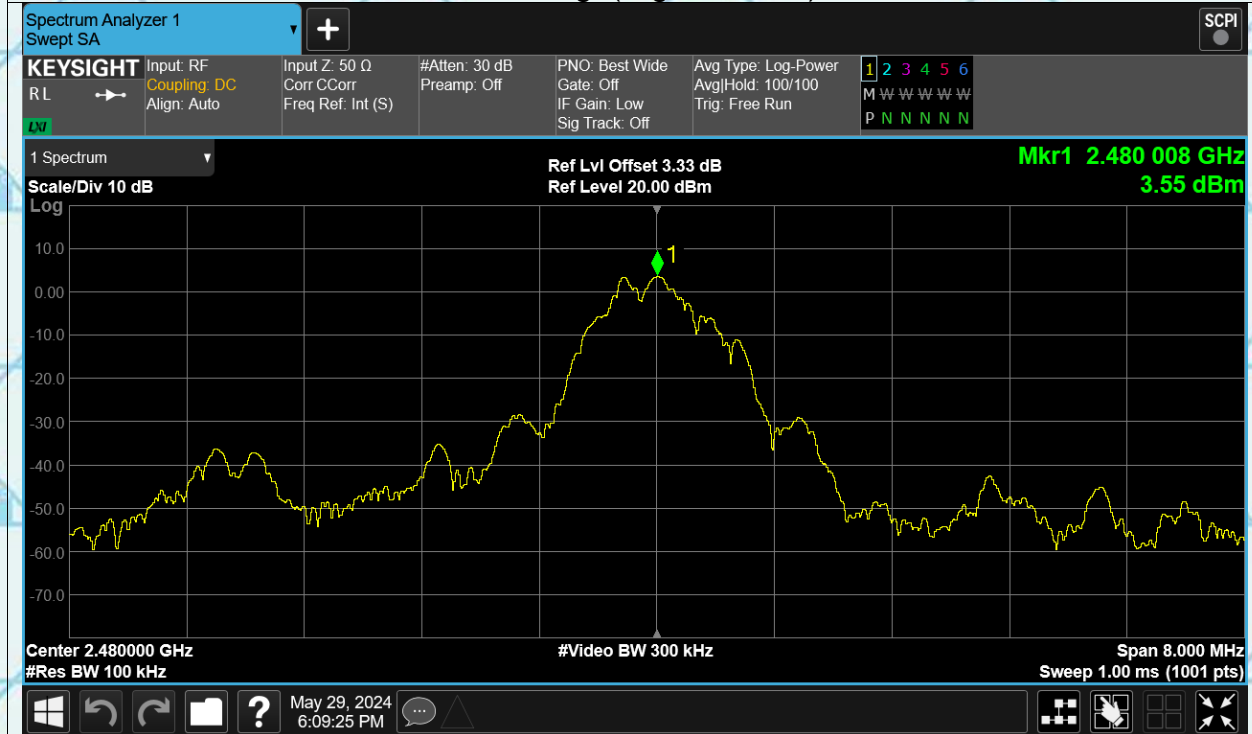 Spectrum Analyzer 1
Swept SA
SCPI
KEYSIGHT
R L
LXI
Input: RF
Coupling: DC
Align: Auto
Input Z: 50 Ω
Corr CCorr
Freq Ref: Int (S)
#Atten: 30 dB
Preamp: Off
PNO: Best Wide
Gate: Off
IF Gain: Low
Sig Track: Off
Avg Type: Log-Power
Avg|Hold: 100/100
Trig: Free Run
1 2 3 4 5 6
M W W W W W
P N N N N N
1 Spectrum
Scale/Div 10 dB
Log
Ref Lvl Offset 3.33 dB
Ref Level 20.00 dBm
Mkr1 2.480 008 GHz
3.55 dBm
1
10.0
0.00
-10.0
-20.0
-30.0
-40.0
-50.0
-60.0
-70.0
Center 2.480000 GHz
#Video BW 300 kHz
Span 8.000 MHz
#Res BW 100 kHz
Sweep 1.00 ms (1001 pts)
?
May 29, 2024
6:09:25 PM